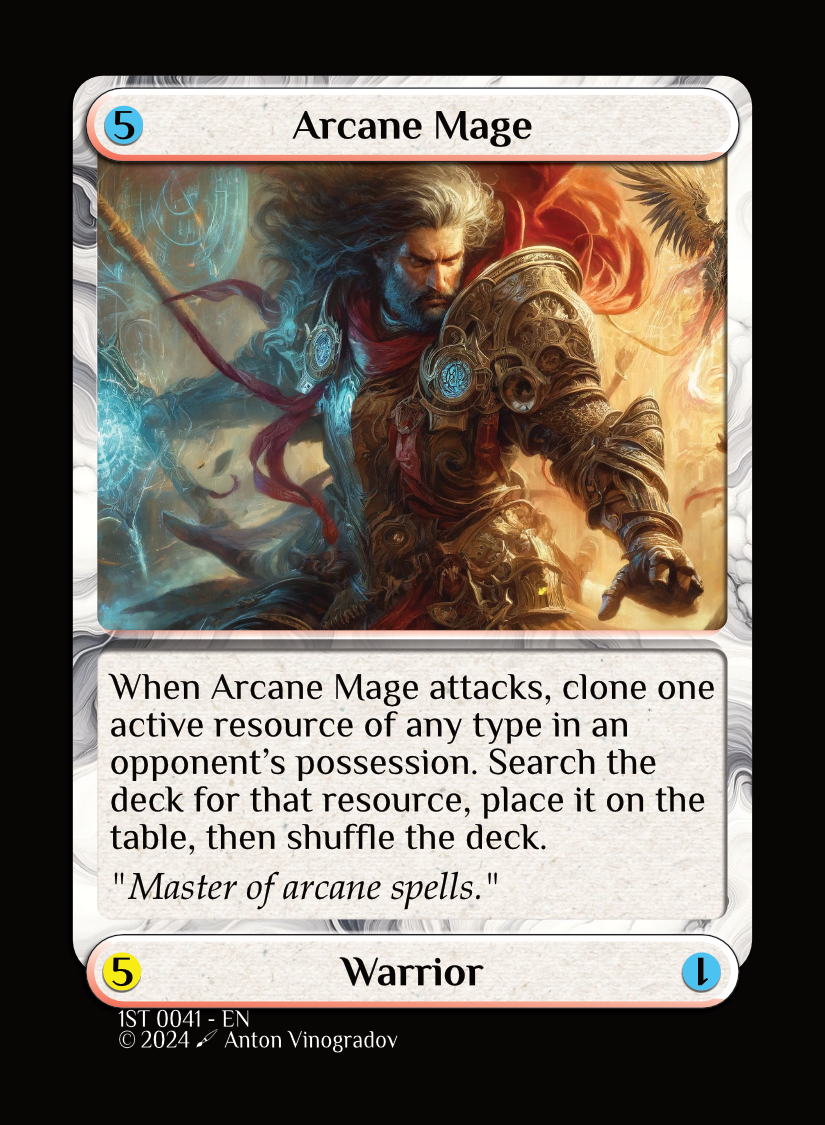 5 Arcane Mage
When Arcane Mage attacks, clone one
active resource of any type in an
opponent’s possession. Search the
deck for that resource, place it on the
table, then shuffle the deck.
"Master of arcane spells."
5 Warrior 1
1ST 0041 - EN
© 2024 Anton Vinogradov